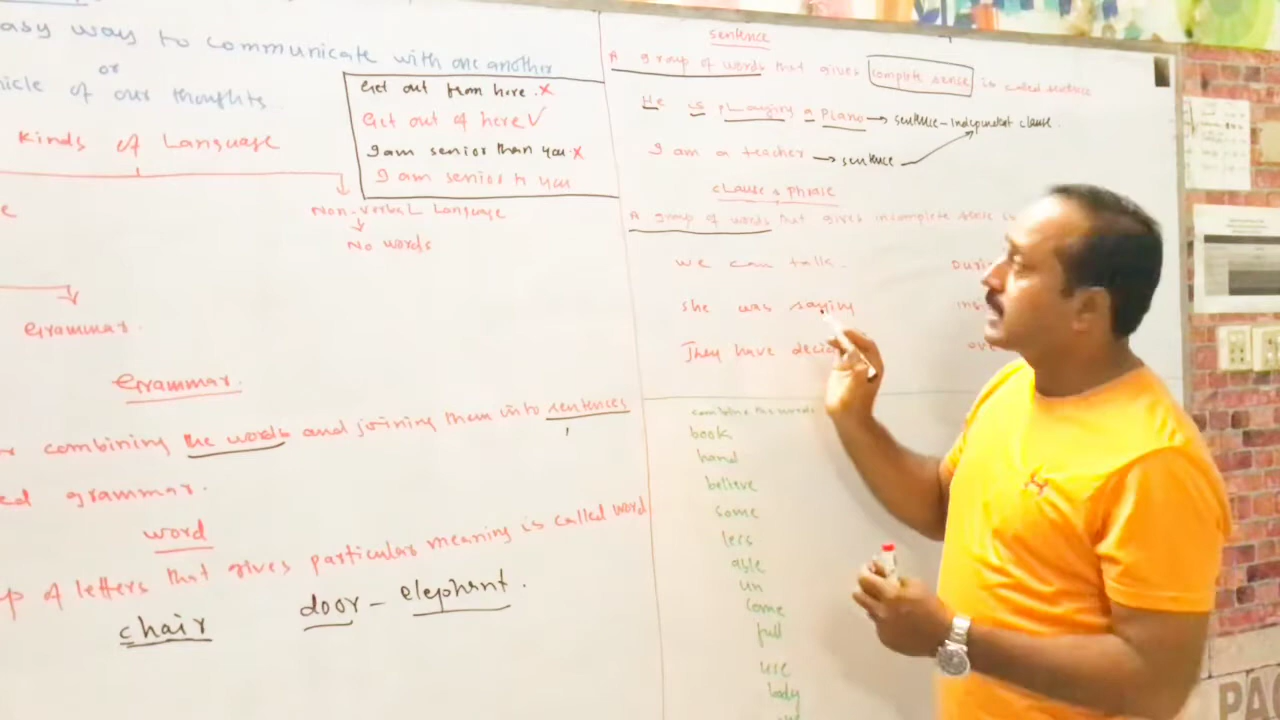 easy way to communicate with one another
or
hicle of our thoughts
Kinds of Language
Non-verbal Language
No words
Grammar.
Get out from here. X
Get out of here ✓
I am senior than you. X
I am senior to you
Grammar.
combining the words and joining them into sentences
ed grammar.
word
p of letters that gives particular meaning is called word
chair door - elephant.
sentence
A group of words that gives complete sense is called sentence
He is playing a piano → sentence - independent clause.
I am a teacher → sentence
clause & phrase
A group of words that gives incomplete sense is
we can talk.
she was saying
They have deci
combine the words
book
hand
believe
some
less
able
un
come
full
use
body
PAC